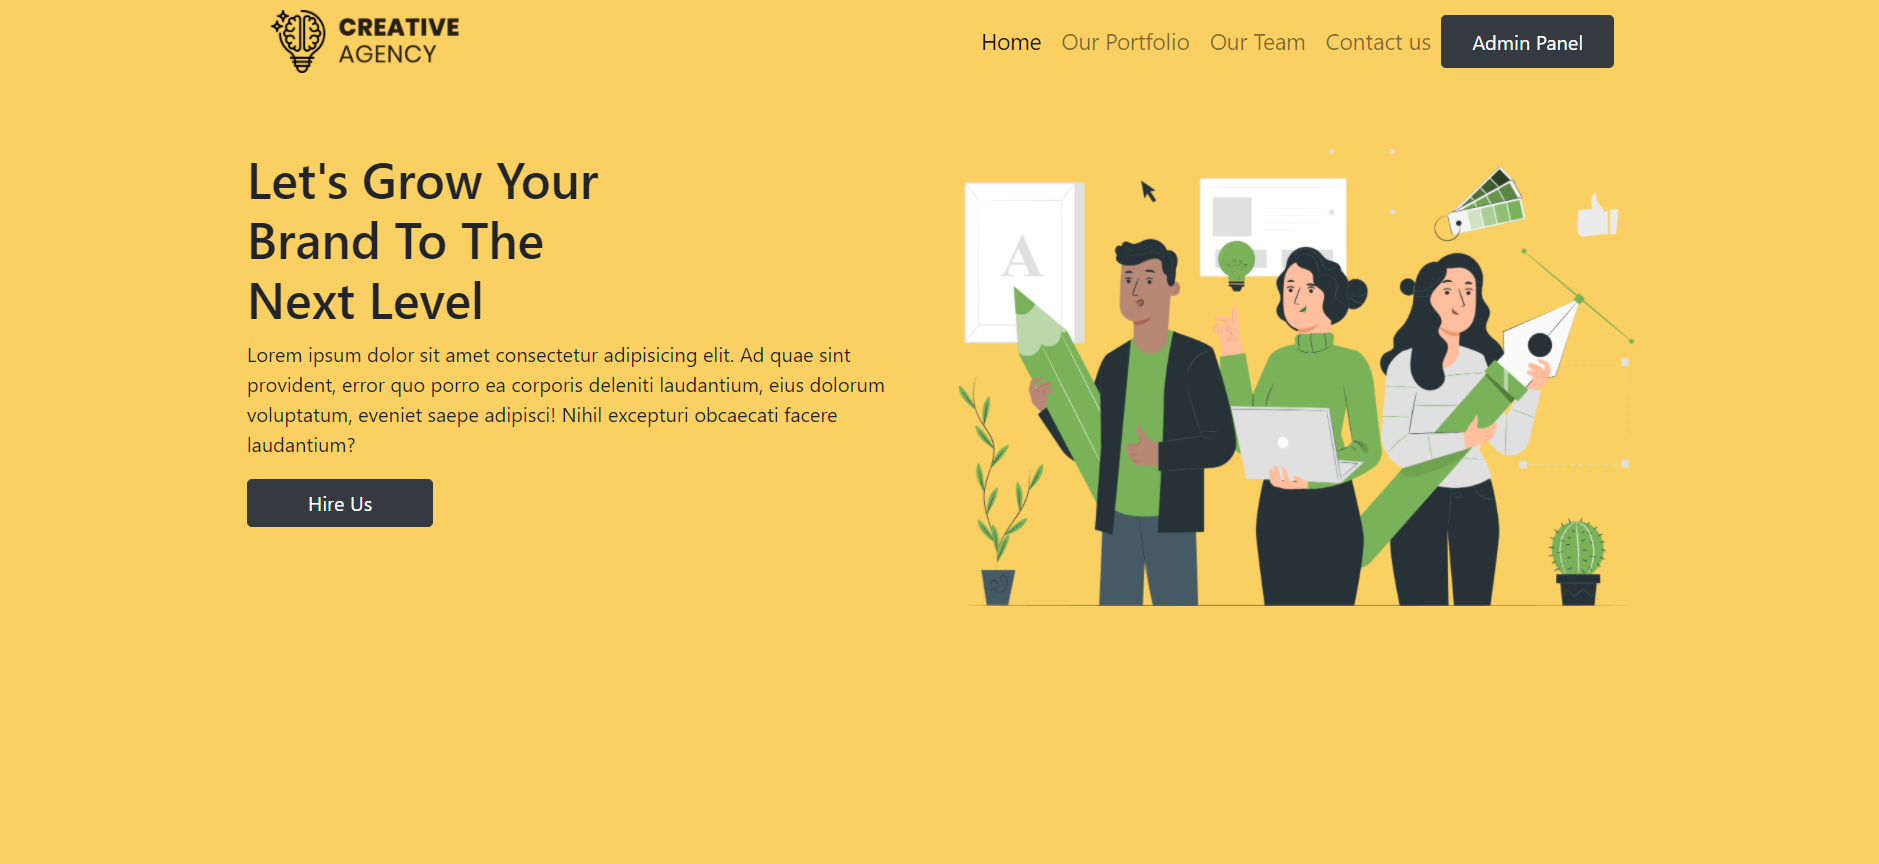 CREATIVE
AGENCY
Home Our Portfolio Our Team Contact us Admin Panel
Let's Grow Your
Brand To The
Next Level
Lorem ipsum dolor sit amet consectetur adipisicing elit. Ad quae sint
provident, error quo porro ea corporis deleniti laudantium, eius dolorum
voluptatum, eveniet saepe adipisci! Nihil excepturi obcaecati facere
laudantium?
Hire Us
A